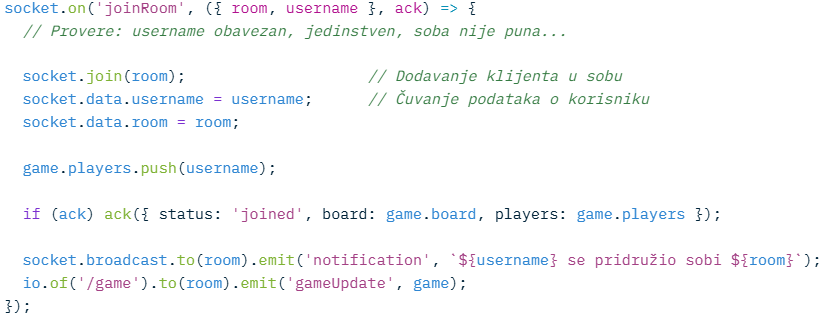 socket.on('joinRoom', ({ room, username }, ack) => {
  // Provere: username obavezan, jedinstven, soba nije puna...

  socket.join(room);                    // Dodavanje klijenta u sobu
  socket.data.username = username;      // Čuvanje podataka o korisniku
  socket.data.room = room;

  game.players.push(username);

  if (ack) ack({ status: 'joined', board: game.board, players: game.players });

  socket.broadcast.to(room).emit('notification', `${username} se pridružio sobi ${room}`);
  io.of('/game').to(room).emit('gameUpdate', game);
});